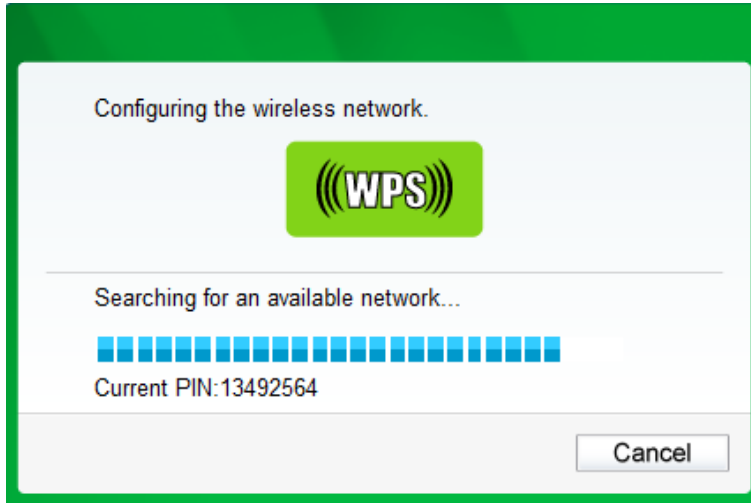 Configuring the wireless network.
WPS
Searching for an available network...
Current PIN:13492564
Cancel